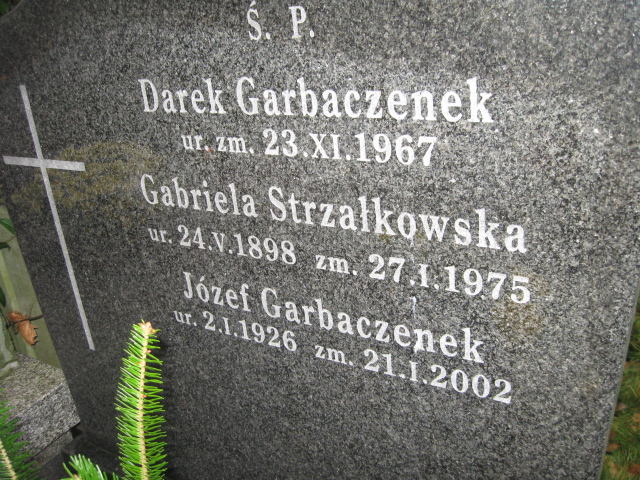 Ś. P.
Darek Garbaczenek
ur. zm. 23.XI.1967
Gabriela Strzałkowska
ur. 24.V.1898 zm. 27.I.1975
Józef Garbaczenek
ur. 2.I.1926 zm. 21.I.2002